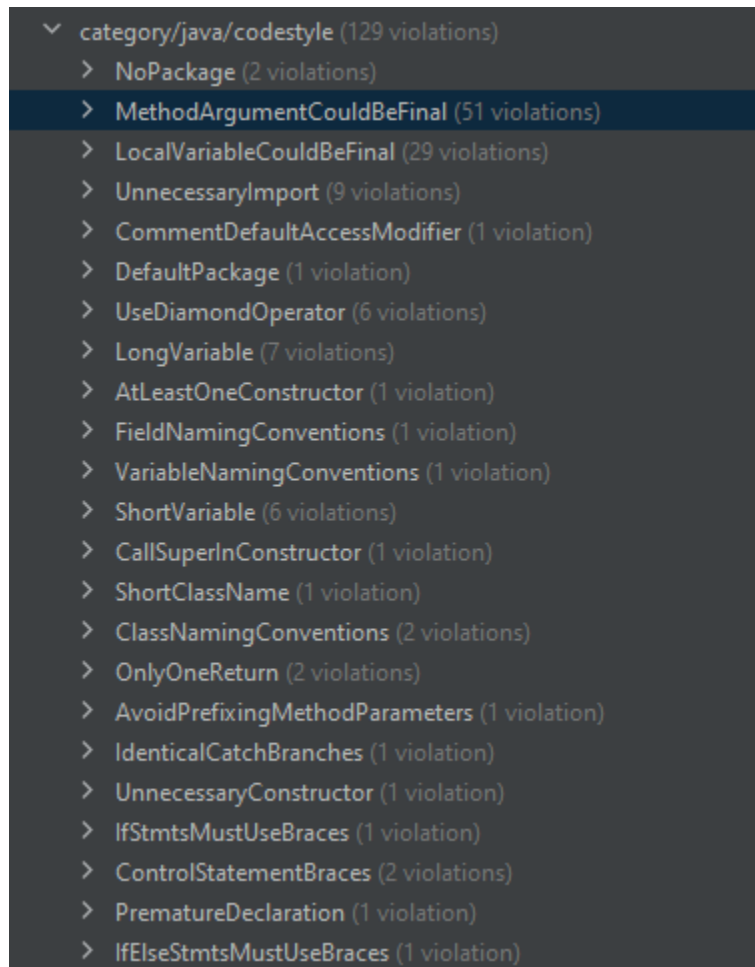 category/java/codestyle (129 violations)
NoPackage (2 violations)
MethodArgumentCouldBeFinal (51 violations)
LocalVariableCouldBeFinal (29 violations)
UnnecessaryImport (9 violations)
CommentDefaultAccessModifier (1 violation)
DefaultPackage (1 violation)
UseDiamondOperator (6 violations)
LongVariable (7 violations)
AtLeastOneConstructor (1 violation)
FieldNamingConventions (1 violation)
VariableNamingConventions (1 violation)
ShortVariable (6 violations)
CallSuperInConstructor (1 violation)
ShortClassName (1 violation)
ClassNamingConventions (2 violations)
OnlyOneReturn (2 violations)
AvoidPrefixingMethodParameters (1 violation)
IdenticalCatchBranches (1 violation)
UnnecessaryConstructor (1 violation)
IfStmtsMustUseBraces (1 violation)
ControlStatementBraces (2 violations)
PrematureDeclaration (1 violation)
IfElseStmtsMustUseBraces (1 violation)